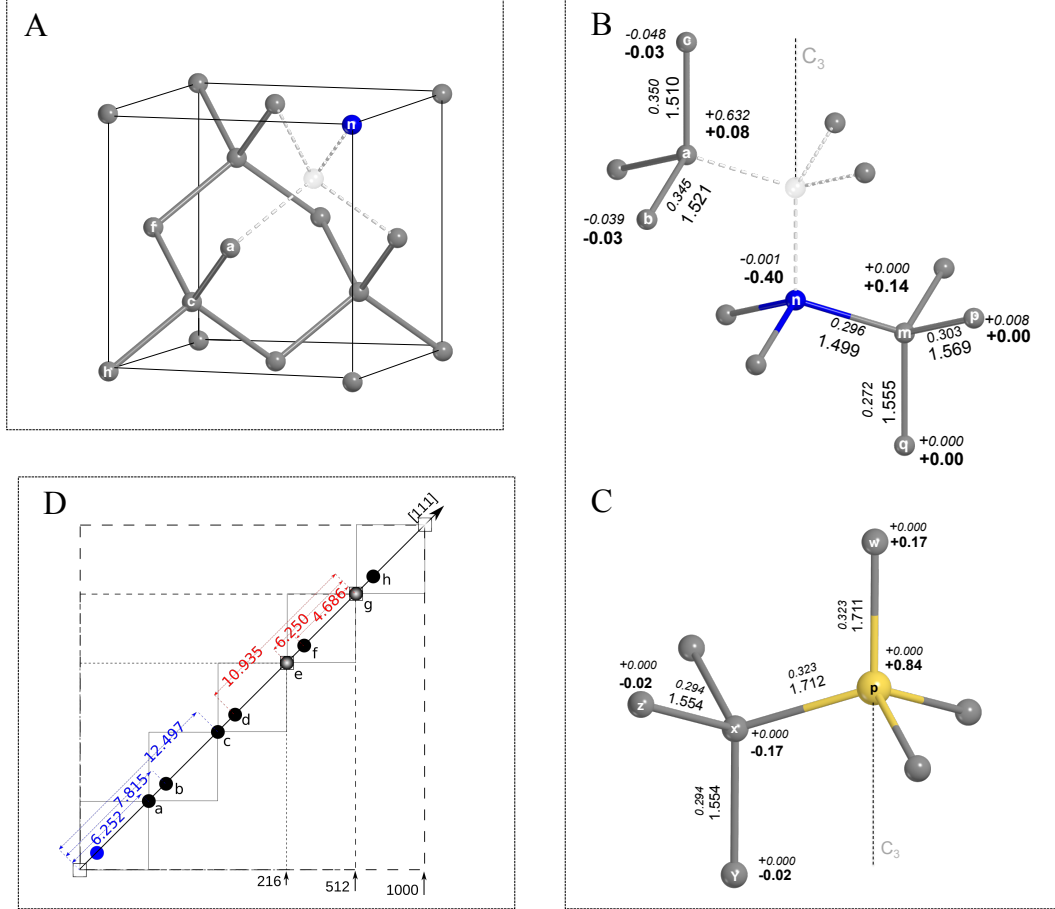 A
n
f
a
c
h
B
C3
-0.048
-0.03
c
0.350
1.510
+0.632
+0.08
a
0.345
1.521
-0.039
-0.03
b
-0.001
-0.40
n
+0.000
+0.14
0.296
1.499
m
0.303
1.569
p
+0.008
+0.00
0.272
1.555
q
+0.000
+0.00
C
+0.000
+0.17
w
0.323
1.711
+0.000
+0.84
p
0.323
1.712
+0.000
-0.02
z
0.294
1.554
x
+0.000
-0.17
0.294
1.554
C3
Y
+0.000
-0.02
D
[111]
h
g
4.686
6.250
10.935
f
e
d
c
12.497
7.815
6.252
b
a
216
512
1000